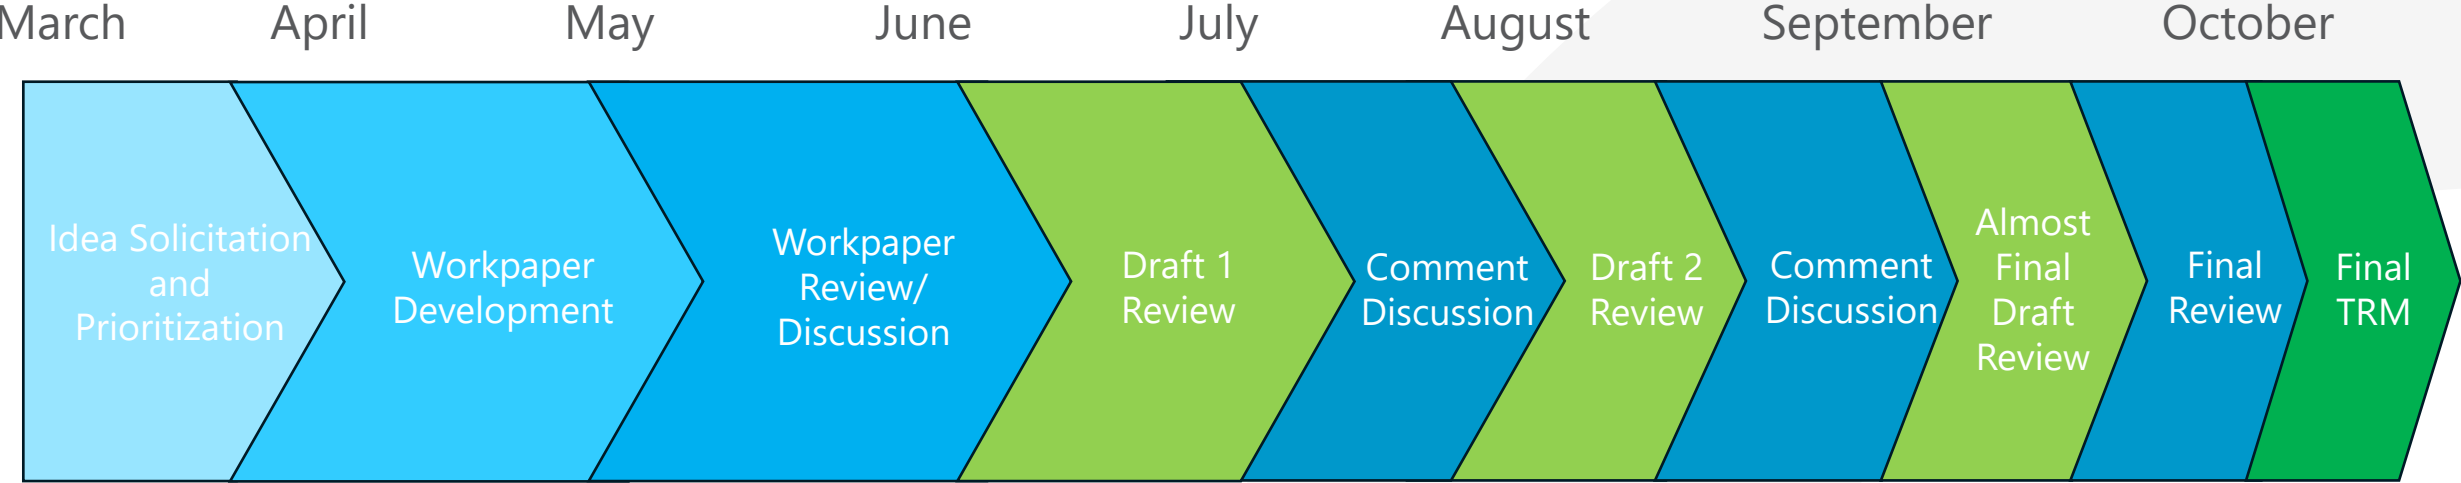 March April May June July August September October
Idea Solicitation
and
Prioritization
Workpaper
Development
Workpaper
Review/
Discussion
Draft 1
Review
Comment
Discussion
Draft 2
Review
Comment
Discussion
Almost
Final
Draft
Review
Final
Review
Final
TRM